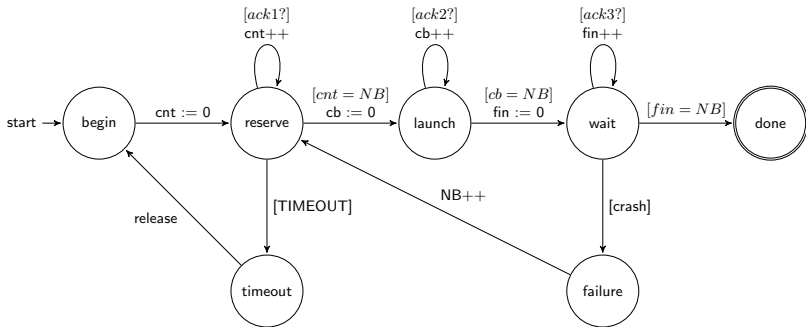 [ack1?]
cnt++
[ack2?]
cb++
[ack3?]
fin++
start
begin
cnt := 0
reserve
[cnt = NB]
cb := 0
launch
[cb = NB]
fin := 0
wait
[fin = NB]
done
release
[TIMEOUT]
NB++
[crash]
timeout
failure